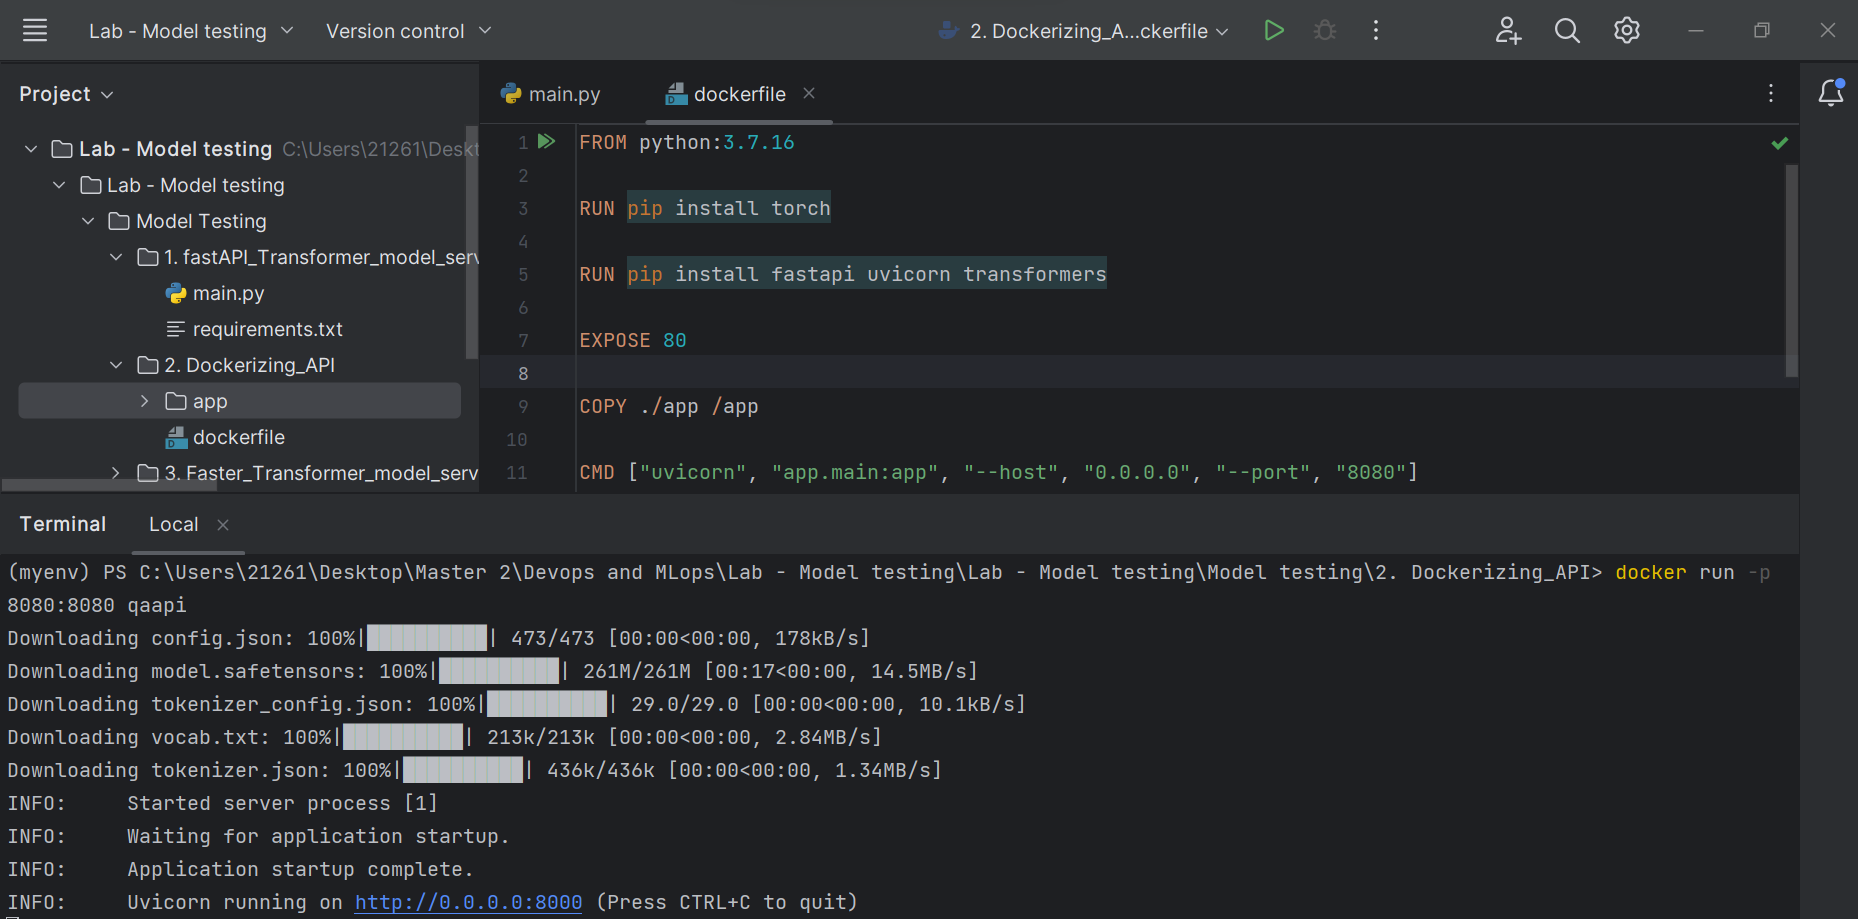 Lab - Model testing Version control 2. Dockerizing_A...ckerfile
Project
main.py dockerfile
Lab - Model testing C:\Users\21261\Deskt
Lab - Model testing
Model Testing
1. fastAPI_Transformer_model_serv
main.py
requirements.txt
2. Dockerizing_API
app
dockerfile
3. Faster_Transformer_model_serv
1 FROM python:3.7.16
2
3 RUN pip install torch
4
5 RUN pip install fastapi uvicorn transformers
6
7 EXPOSE 80
8
9 COPY ./app /app
10
11 CMD ["uvicorn", "app.main:app", "--host", "0.0.0.0", "--port", "8080"]
Terminal Local
(myenv) PS C:\Users\21261\Desktop\Master 2\Devops and MLops\Lab - Model testing\Lab - Model testing\Model testing\2. Dockerizing_API> docker run -p
8080:8080 qaapi
Downloading config.json: 100%|██████████| 473/473 [00:00<00:00, 178kB/s]
Downloading model.safetensors: 100%|██████████| 261M/261M [00:17<00:00, 14.5MB/s]
Downloading tokenizer_config.json: 100%|██████████| 29.0/29.0 [00:00<00:00, 10.1kB/s]
Downloading vocab.txt: 100%|██████████| 213k/213k [00:00<00:00, 2.84MB/s]
Downloading tokenizer.json: 100%|██████████| 436k/436k [00:00<00:00, 1.34MB/s]
INFO: Started server process [1]
INFO: Waiting for application startup.
INFO: Application startup complete.
INFO: Uvicorn running on http://0.0.0.0:8000 (Press CTRL+C to quit)